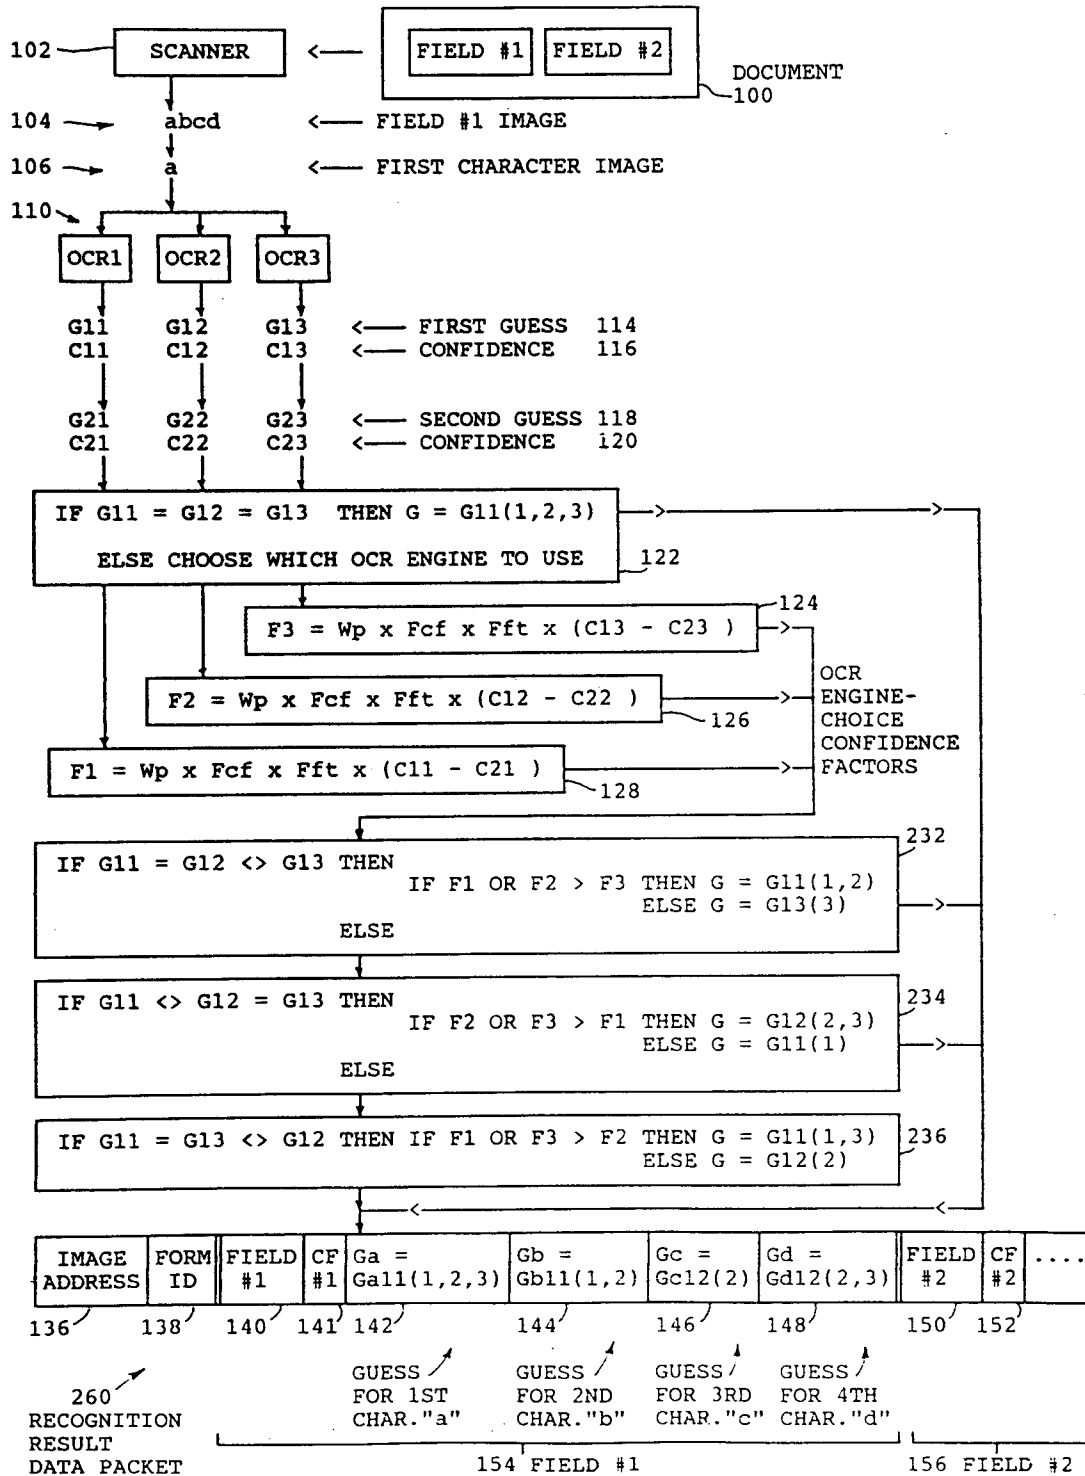 102 SCANNER <— FIELD #1 FIELD #2
DOCUMENT
100
104 abcd <— FIELD #1 IMAGE
106 a <— FIRST CHARACTER IMAGE
110
OCR1 OCR2 OCR3
G11 G12 G13 <— FIRST GUESS 114
C11 C12 C13 <— CONFIDENCE 116
G21 G22 G23 <— SECOND GUESS 118
C21 C22 C23 <— CONFIDENCE 120
IF G11 = G12 = G13 THEN G = G11(1,2,3)
ELSE CHOOSE WHICH OCR ENGINE TO USE
122
124
F3 = Wp x Fcf x Fft x (C13 - C23 )
F2 = Wp x Fcf x Fft x (C12 - C22 )
126
F1 = Wp x Fcf x Fft x (C11 - C21 )
128
OCR
ENGINE-
CHOICE
CONFIDENCE
FACTORS
232
IF G11 = G12 <> G13 THEN
IF F1 OR F2 > F3 THEN G = G11(1,2)
ELSE G = G13(3)
ELSE
234
IF G11 <> G12 = G13 THEN
IF F2 OR F3 > F1 THEN G = G12(2,3)
ELSE G = G11(1)
ELSE
IF G11 = G13 <> G12 THEN IF F1 OR F3 > F2 THEN G = G11(1,3)
ELSE G = G12(2)
236
IMAGE ADDRESS
FORM ID
FIELD #1
CF #1
Ga = Ga11(1,2,3)
Gb = Gb11(1,2)
Gc = Gc12(2)
Gd = Gd12(2,3)
FIELD #2
CF #2
....
136 138 140 141 142 144 146 148 150 152
GUESS FOR 1ST CHAR."a"
GUESS FOR 2ND CHAR."b"
GUESS FOR 3RD CHAR."c"
GUESS FOR 4TH CHAR."d"
260
RECOGNITION
RESULT
DATA PACKET
154 FIELD #1
156 FIELD #2